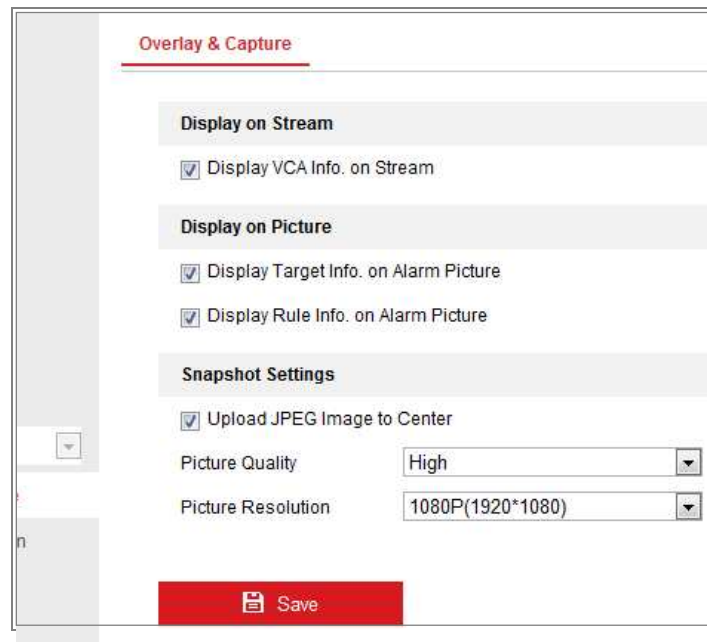 Overlay & Capture
Display on Stream
Display VCA Info. on Stream
Display on Picture
Display Target Info. on Alarm Picture
Display Rule Info. on Alarm Picture
Snapshot Settings
Upload JPEG Image to Center
Picture Quality High
Picture Resolution 1080P(1920*1080)
n
Save